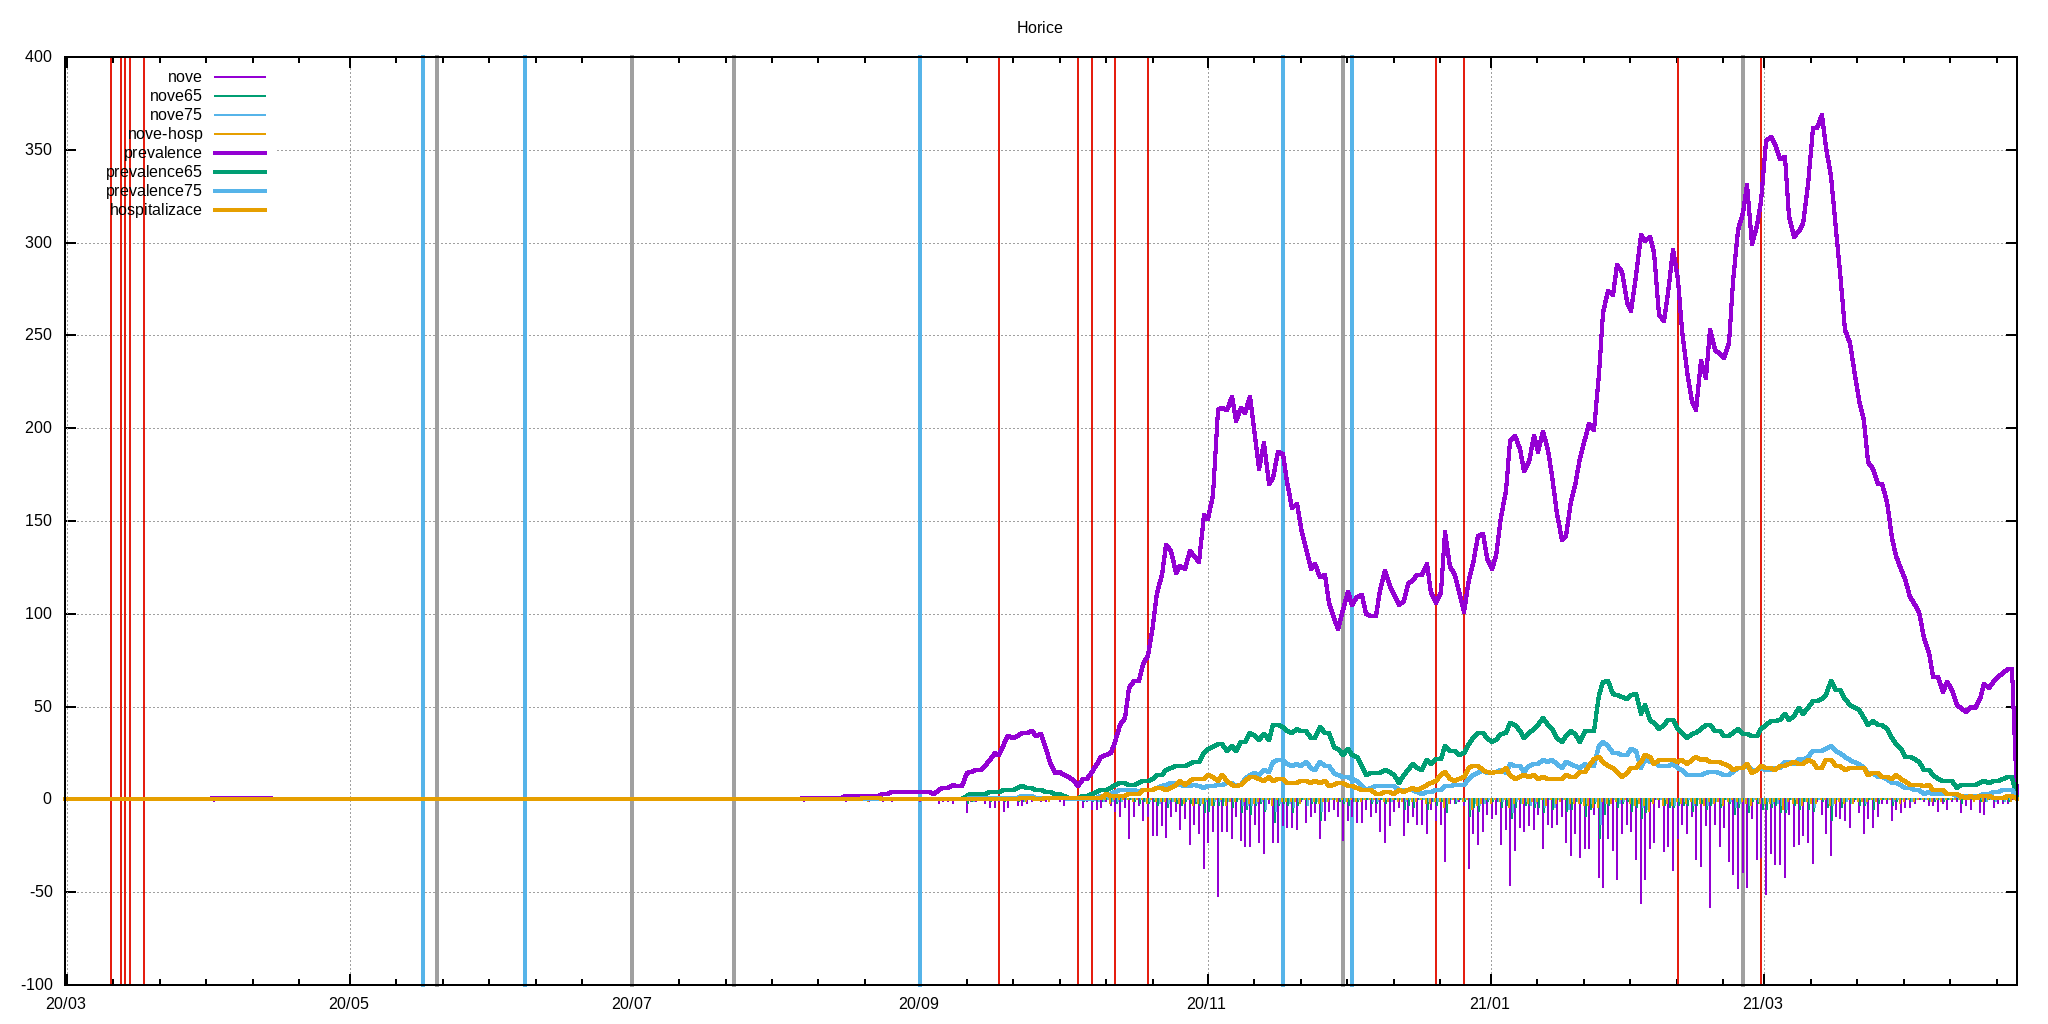 Horice
400
350
300
250
200
150
100
50
0
-50
-100
nove
nove65
nove75
nove-hosp
prevalence
prevalence65
prevalence75
hospitalizace
20/03 20/05 20/07 20/09 20/11 21/01 21/03